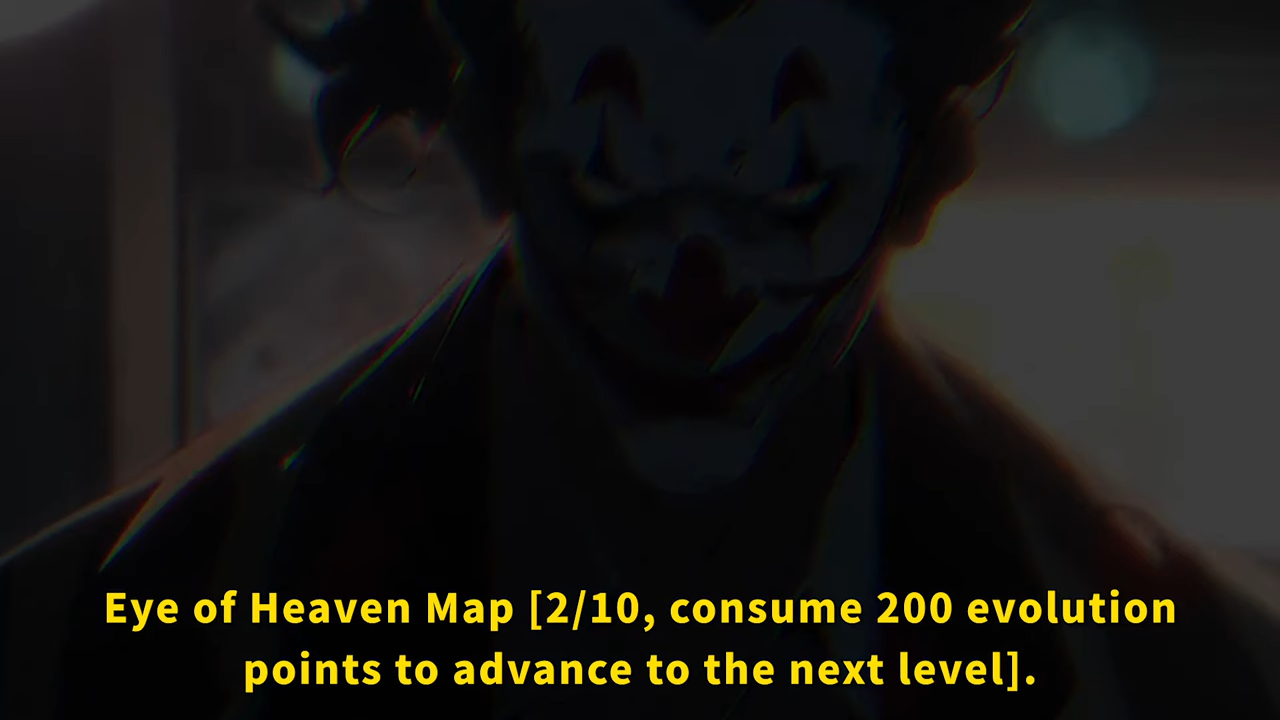 Eye of Heaven Map [2/10, consume 200 evolution
points to advance to the next level].